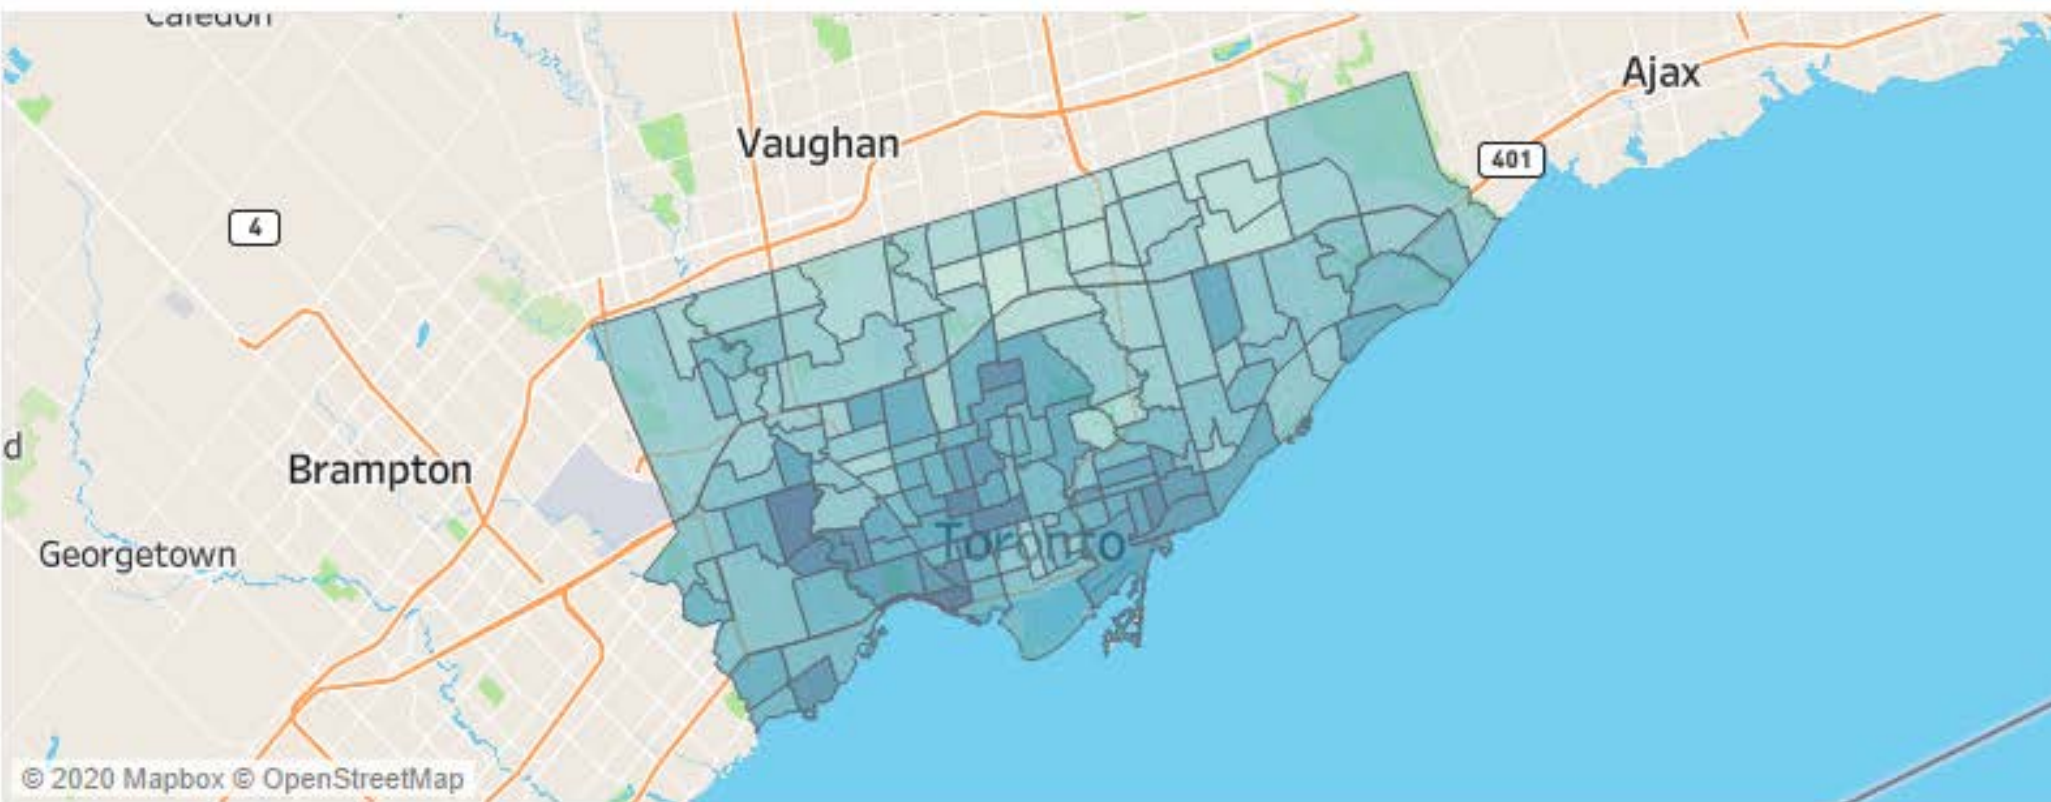 Caledon
Ajax
Vaughan
401
4
d
Brampton
Toronto
Georgetown
© 2020 Mapbox © OpenStreetMap